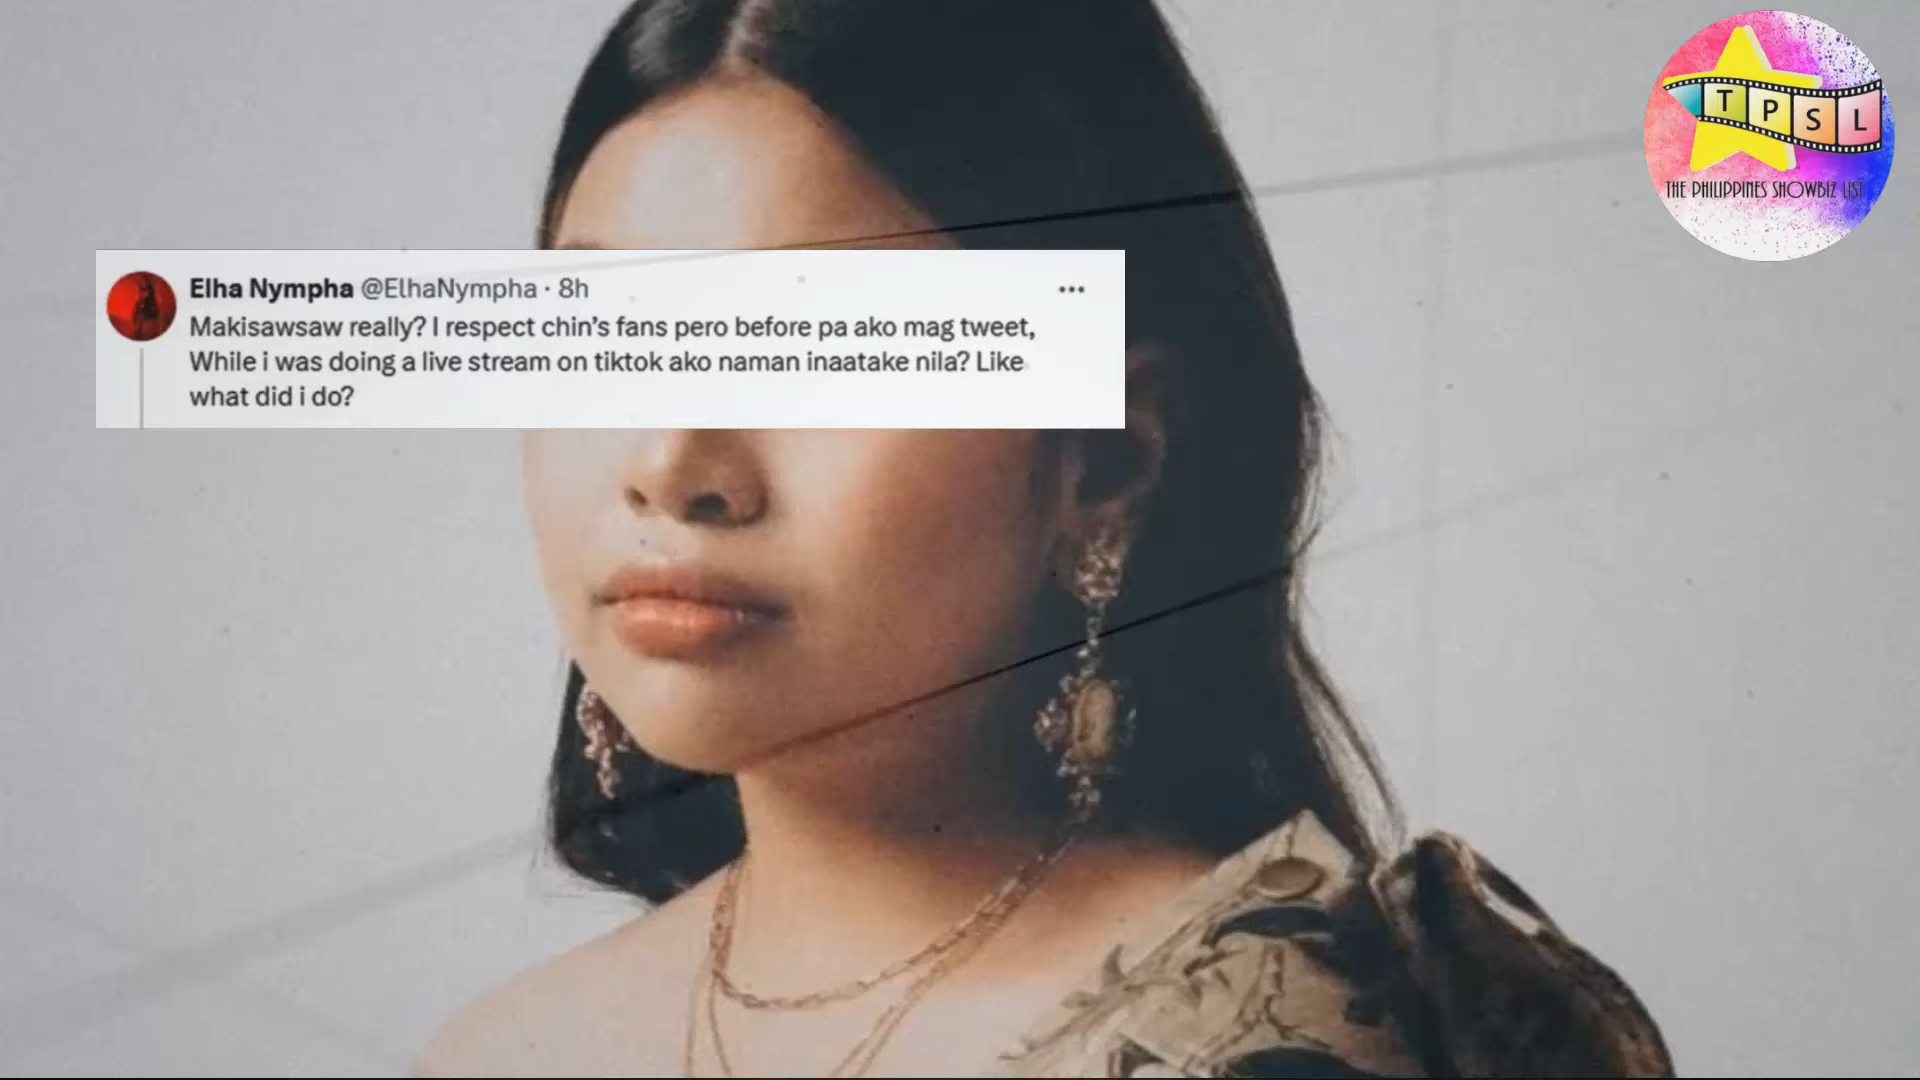 T P S L
THE PHILIPPINES SHOWBIZ LIST
Elha Nympha @ElhaNympha · 8h
Makisawsaw really? I respect chin's fans pero before pa ako mag tweet,
While i was doing a live stream on tiktok ako naman inaatake nila? Like
what did i do?